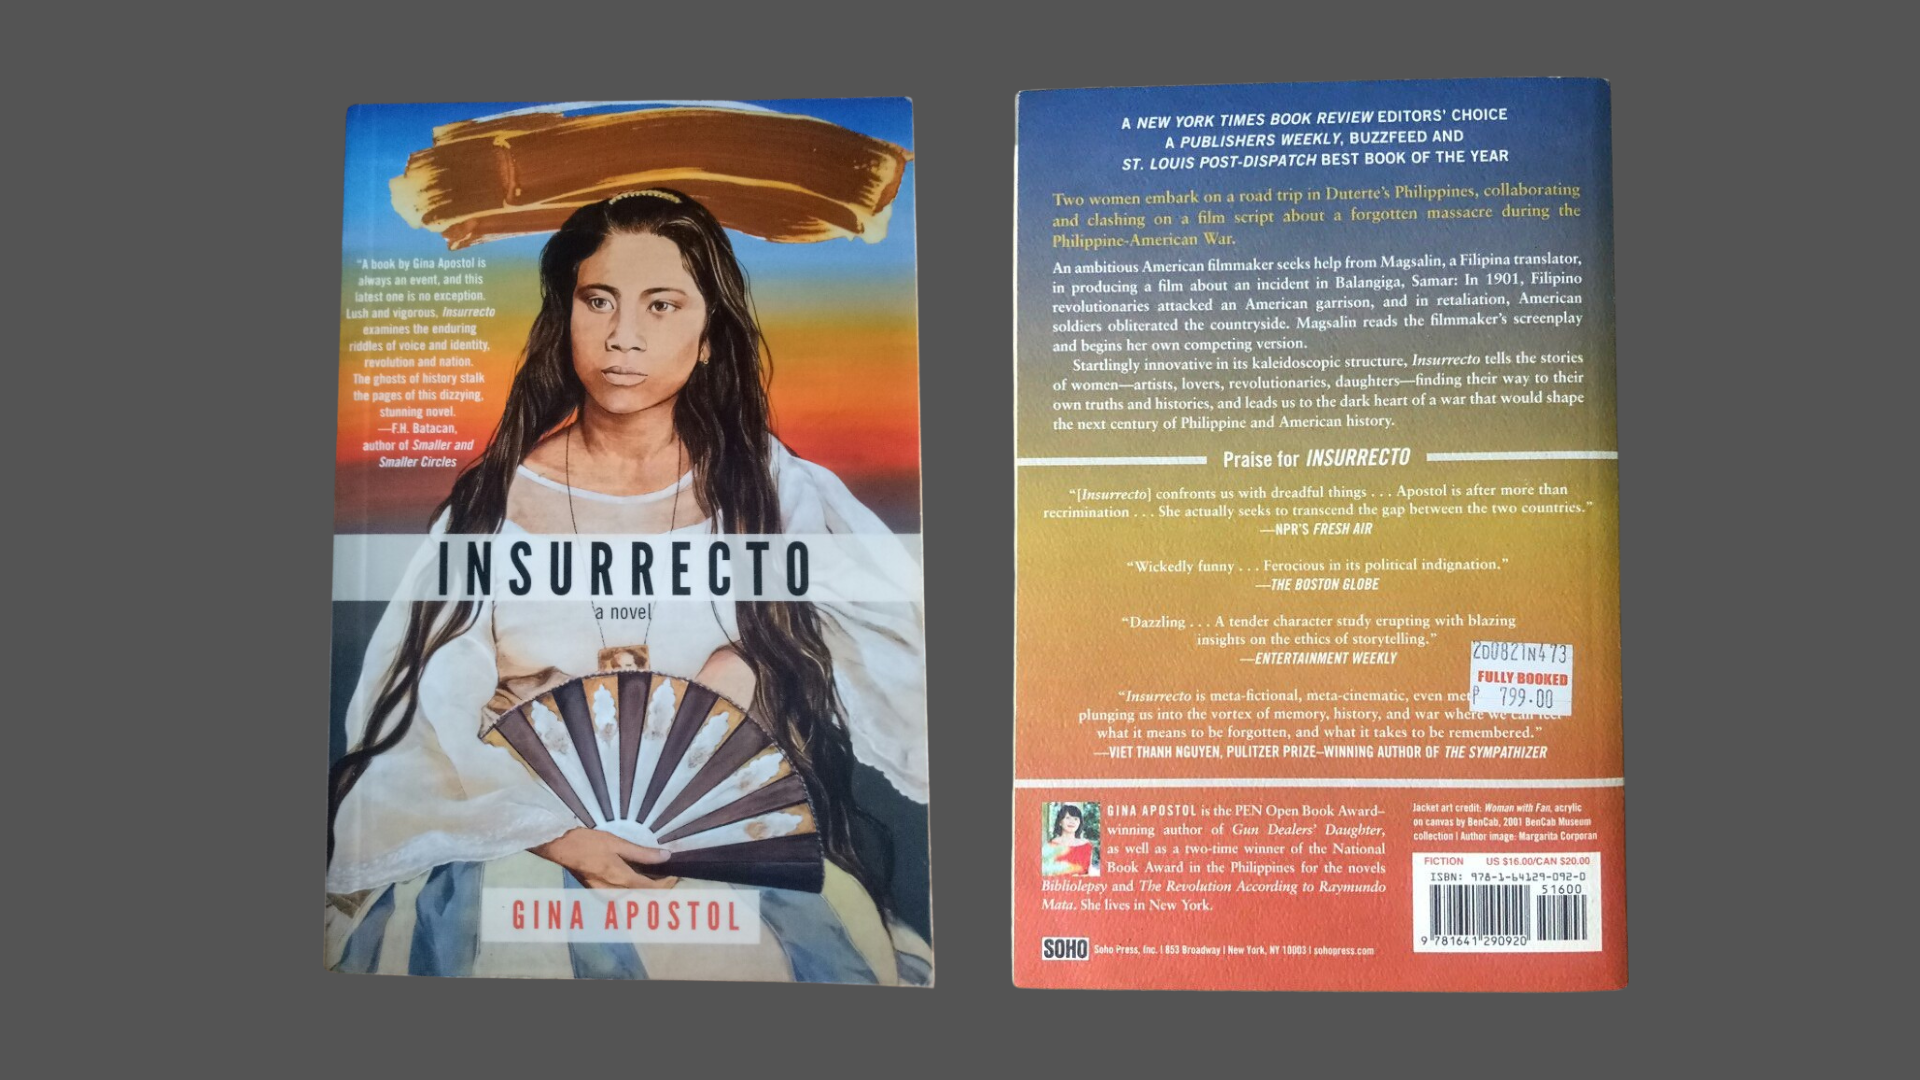 "A book by Gina Apostol is
always an event, and this
latest one is no exception.
Lush and vigorous, Insurrecto
examines the enduring
riddles of voice and identity,
revolution and nation.
The ghosts of history stalk
the pages of this dizzying,
stunning novel.
—F.H. Batacan,
author of Smaller and
Smaller Circles
INSURRECTO
a novel
GINA APOSTOL
A NEW YORK TIMES BOOK REVIEW EDITORS' CHOICE
A PUBLISHERS WEEKLY, BUZZFEED AND
ST. LOUIS POST-DISPATCH BEST BOOK OF THE YEAR
Two women embark on a road trip in Duterte's Philippines, collaborating
and clashing on a film script about a forgotten massacre during the
Philippine-American War.
An ambitious American filmmaker seeks help from Magsalin, a Filipina translator,
in producing a film about an incident in Balangiga, Samar: In 1901, Filipino
revolutionaries attacked an American garrison, and in retaliation, American
soldiers obliterated the countryside. Magsalin reads the filmmaker's screenplay
and begins her own competing version.
Startlingly innovative in its kaleidoscopic structure, Insurrecto tells the stories
of women—artists, lovers, revolutionaries, daughters—finding their way to their
own truths and histories, and leads us to the dark heart of a war that would shape
the next century of Philippine and American history.
Praise for INSURRECTO
"[Insurrecto] confronts us with dreadful things . . . Apostol is after more than
recrimination . . . She actually seeks to transcend the gap between the two countries."
—NPR'S FRESH AIR
"Wickedly funny . . . Ferocious in its political indignation."
—THE BOSTON GLOBE
"Dazzling . . . A tender character study erupting with blazing
insights on the ethics of storytelling."
—ENTERTAINMENT WEEKLY
2D0821N473
FULLY BOOKED
₱ 799.00
"Insurrecto is meta-fictional, meta-cinematic, even met
plunging us into the vortex of memory, history, and war where we can feel
what it means to be forgotten, and what it takes to be remembered."
—VIET THANH NGUYEN, PULITZER PRIZE–WINNING AUTHOR OF THE SYMPATHIZER
GINA APOSTOL is the PEN Open Book Award–
winning author of Gun Dealers' Daughter,
as well as a two-time winner of the National
Book Award in the Philippines for the novels
Bibliolepsy and The Revolution According to Raymundo
Mata. She lives in New York.
SOHO Soho Press, Inc. | 853 Broadway | New York, NY 10003 | sohopress.com
Jacket art credit: Woman with Fan, acrylic
on canvas by BenCab, 2001 BenCab Museum
collection | Author image: Margarita Corporan
FICTION US $16.00/CAN $20.00
ISBN: 978-1-64129-092-0
51600
9 781641 290920